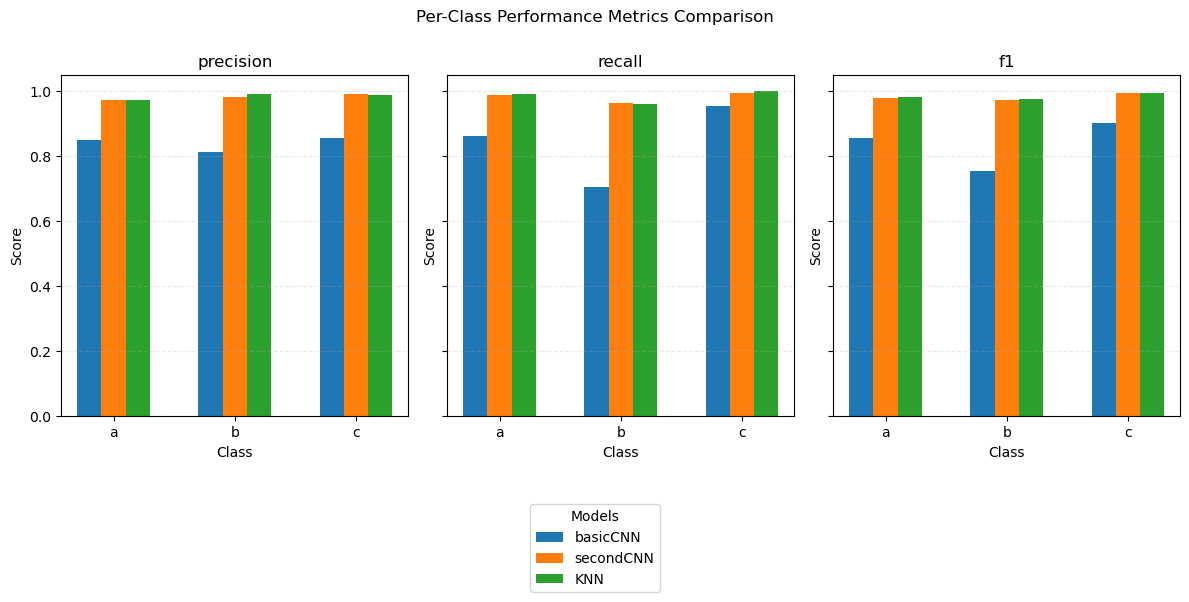 Per-Class Performance Metrics Comparison
precision
Score
1.0
0.8
0.6
0.4
0.2
0.0
a b c
Class
recall
Score
a b c
Class
f1
Score
a b c
Class
Models
basicCNN
secondCNN
KNN